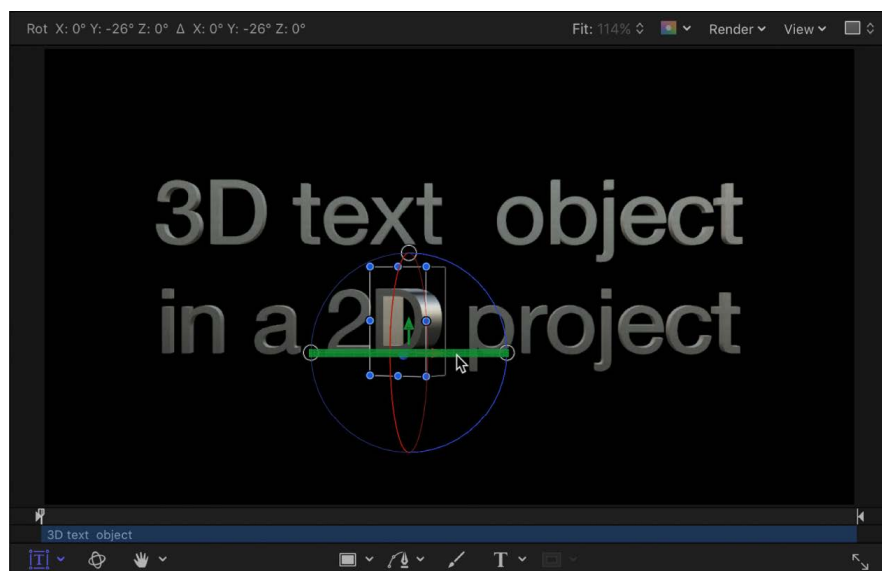 Rot X: 0° Y: -26° Z: 0° Δ X: 0° Y: -26° Z: 0° Fit: 114% Render View
3D text object
in a 2D project
3D text object
T T